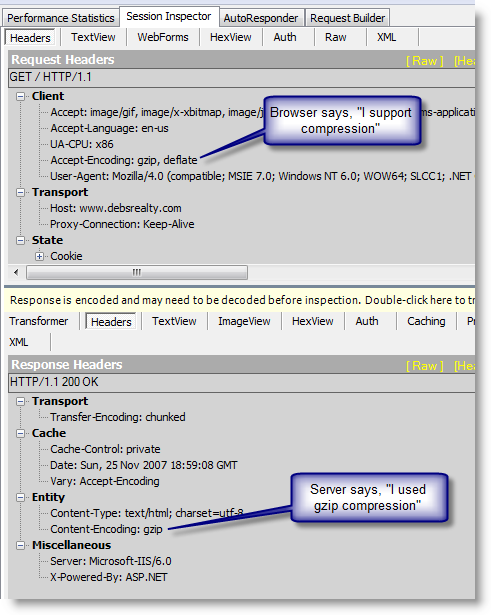 Performance Statistics Session Inspector AutoResponder Request Builder
Headers TextView WebForms HexView Auth Raw XML
Request Headers [ Raw ] [Hea
GET / HTTP/1.1
Client
Accept: image/gif, image/x-xbitmap, image/j ms-applicati
Browser says, "I support
compression"
Accept-Language: en-us
UA-CPU: x86
Accept-Encoding: gzip, deflate
User-Agent: Mozilla/4.0 (compatible; MSIE 7.0; Windows NT 6.0; WOW64; SLCC1; .NET
Transport
Host: www.debsrealty.com
Proxy-Connection: Keep-Alive
State
Cookie
Response is encoded and may need to be decoded before inspection. Double-click here to tr
Transformer Headers TextView ImageView HexView Auth Caching Pr
XML
Response Headers [ Raw ] [Hea
HTTP/1.1 200 OK
Transport
Transfer-Encoding: chunked
Cache
Cache-Control: private
Date: Sun, 25 Nov 2007 18:59:08 GMT
Vary: Accept-Encoding
Entity
Content-Type: text/html; charset=utf-8
Content-Encoding: gzip
Server says, "I used
gzip compression"
Miscellaneous
Server: Microsoft-IIS/6.0
X-Powered-By: ASP.NET